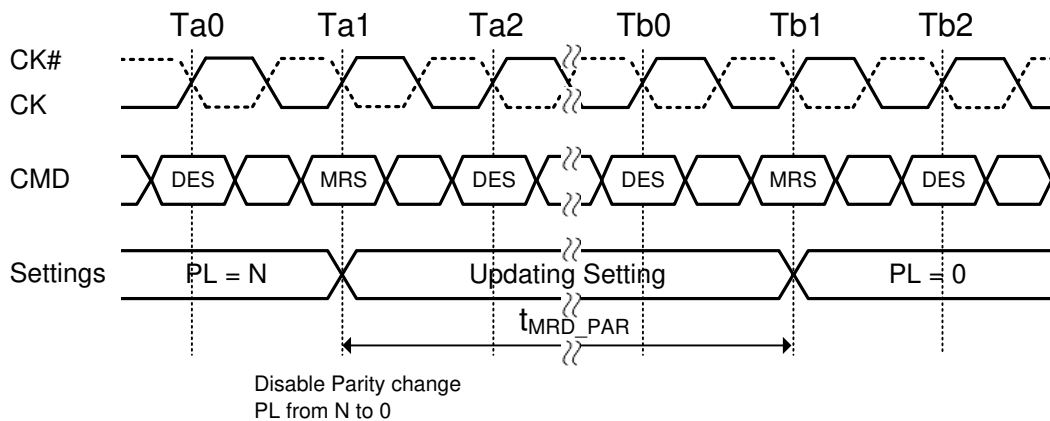 Ta0 Ta1 Ta2 Tb0 Tb1 Tb2
CK#
CK
CMD DES MRS DES DES MRS DES
Settings PL = N Updating Setting PL = 0
tMRD_PAR
Disable Parity change
PL from N to 0